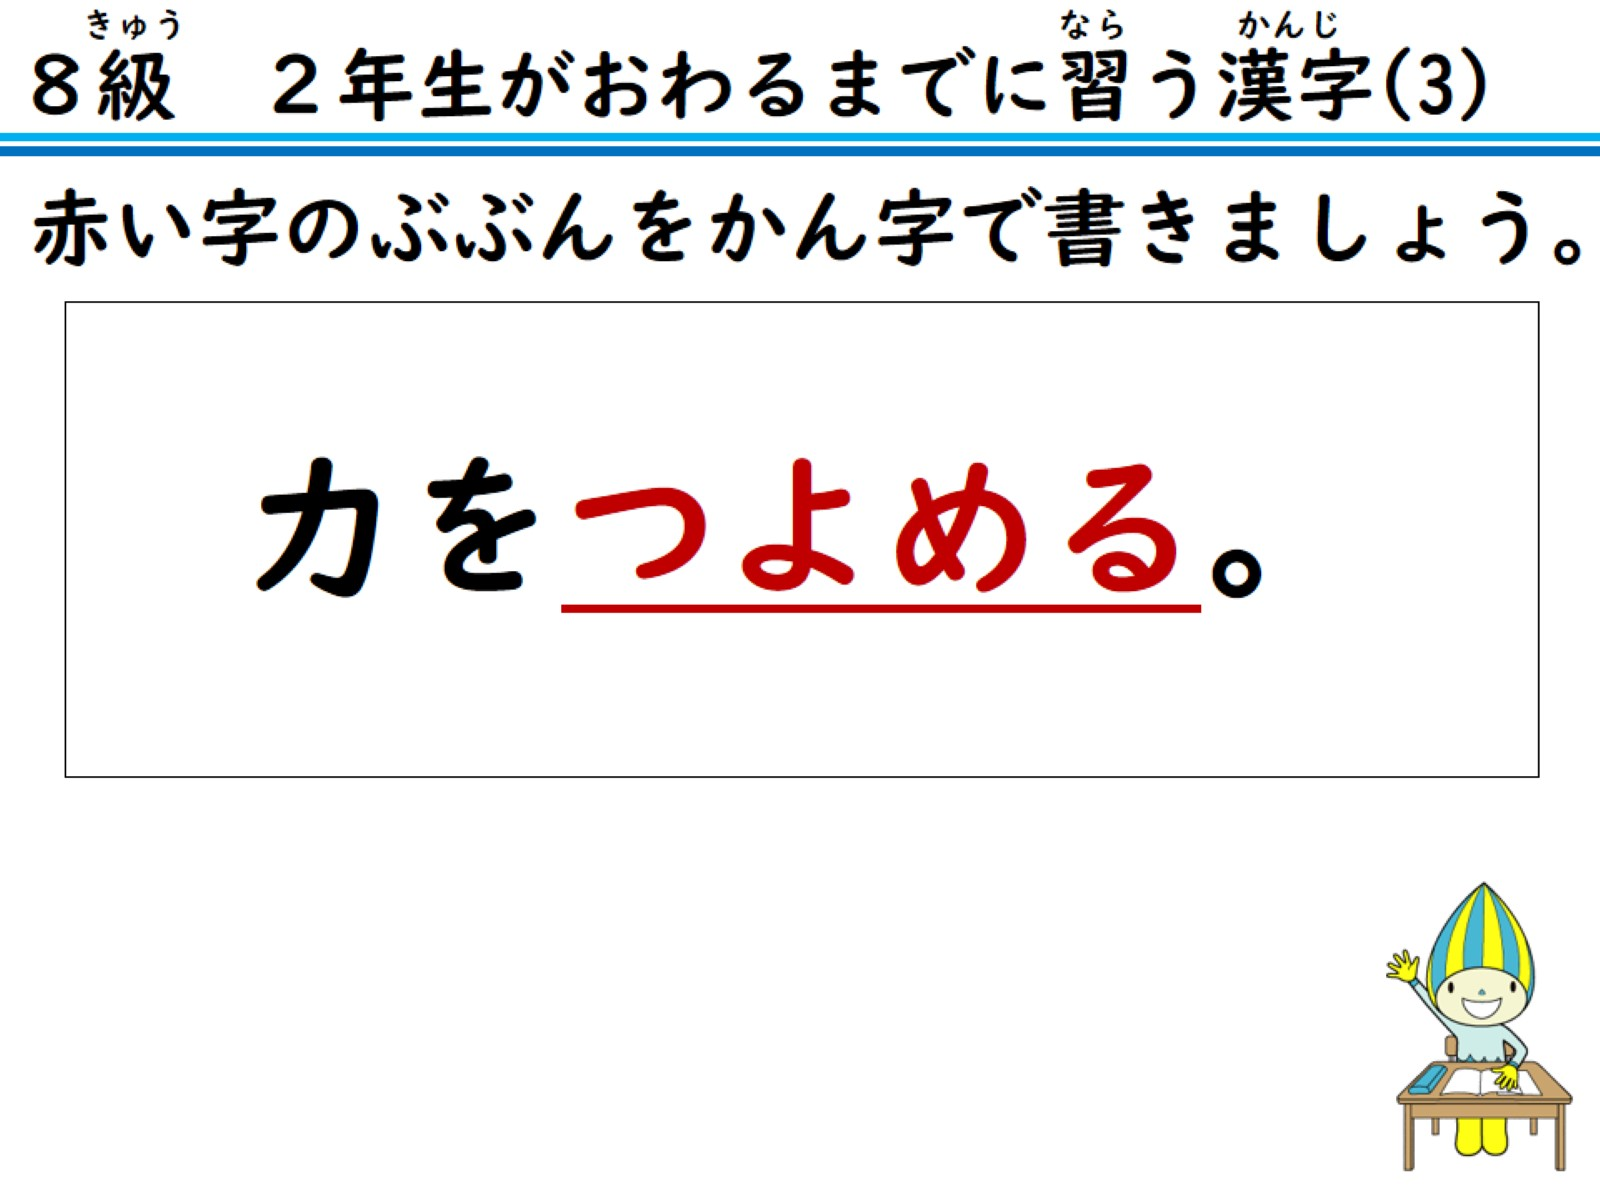 きゅう なら かんじ
８級　２年生がおわるまでに習う漢字(3)
赤い字のぶぶんをかん字で書きましょう。
力をつよめる。